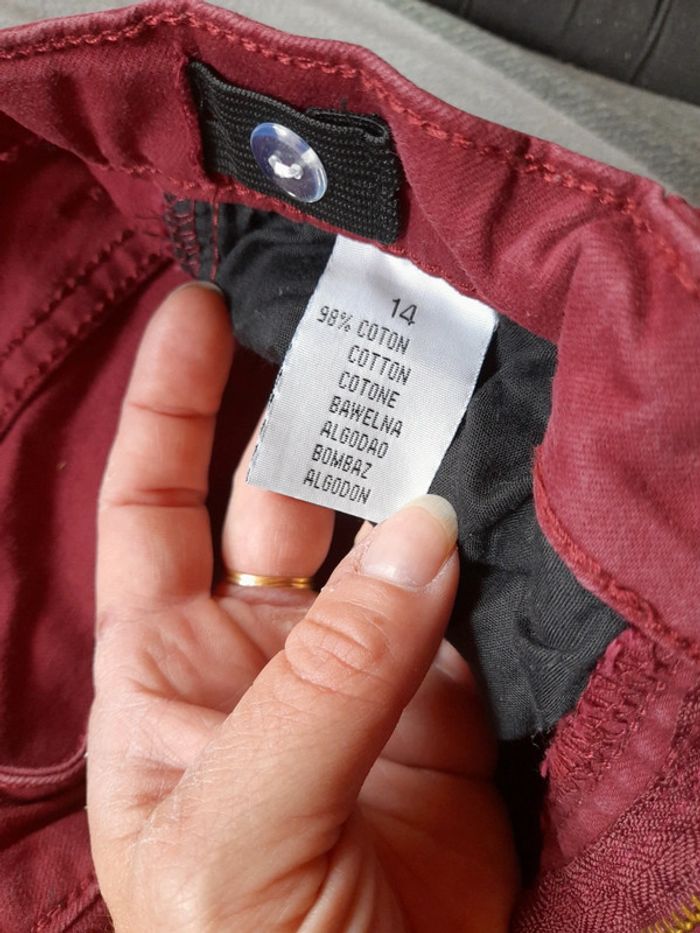 14
98% COTON
COTTON
COTONE
BAWELNA
ALGODAO
BOMBAZ
ALGODON